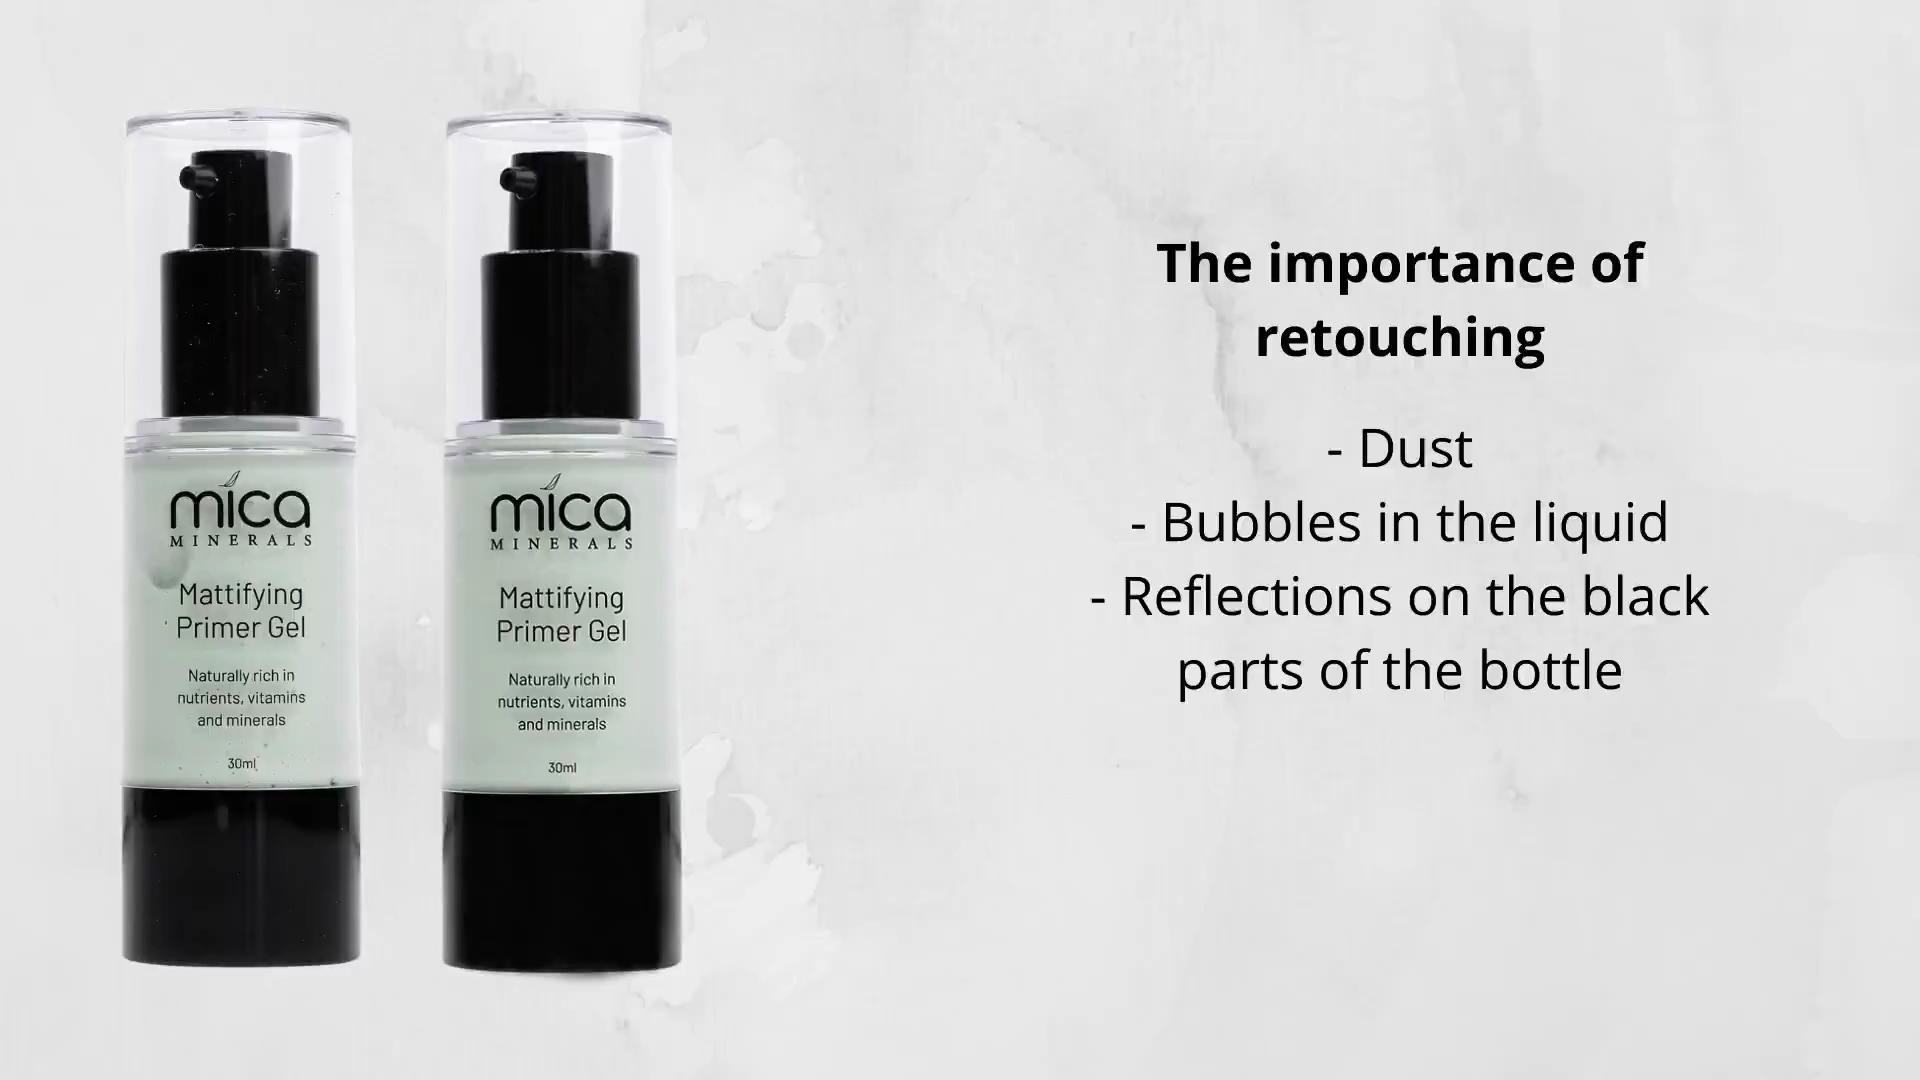 mica
MINERALS
Mattifying
Primer Gel
Naturally rich in
nutrients, vitamins
and minerals
30ml
mica
MINERALS
Mattifying
Primer Gel
Naturally rich in
nutrients, vitamins
and minerals
30ml
The importance of
retouching
- Dust
- Bubbles in the liquid
- Reflections on the black
parts of the bottle